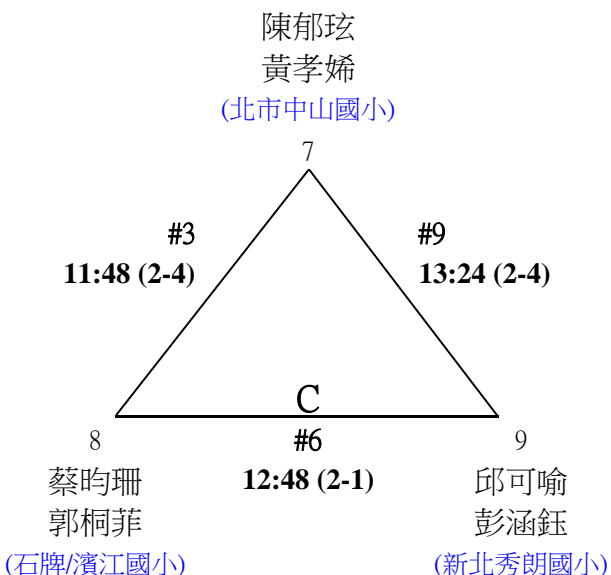 陳郁玹
黃孝娣
(北市中山國小)
7
#3
#9
11:48 (2-4)
13:24 (2-4)
C
8
#6
9
蔡昀珊
12:48 (2-1)
邱可喻
郭桐菲
彭涵鈺
(石牌/濱江國小)
(新北秀朗國小)